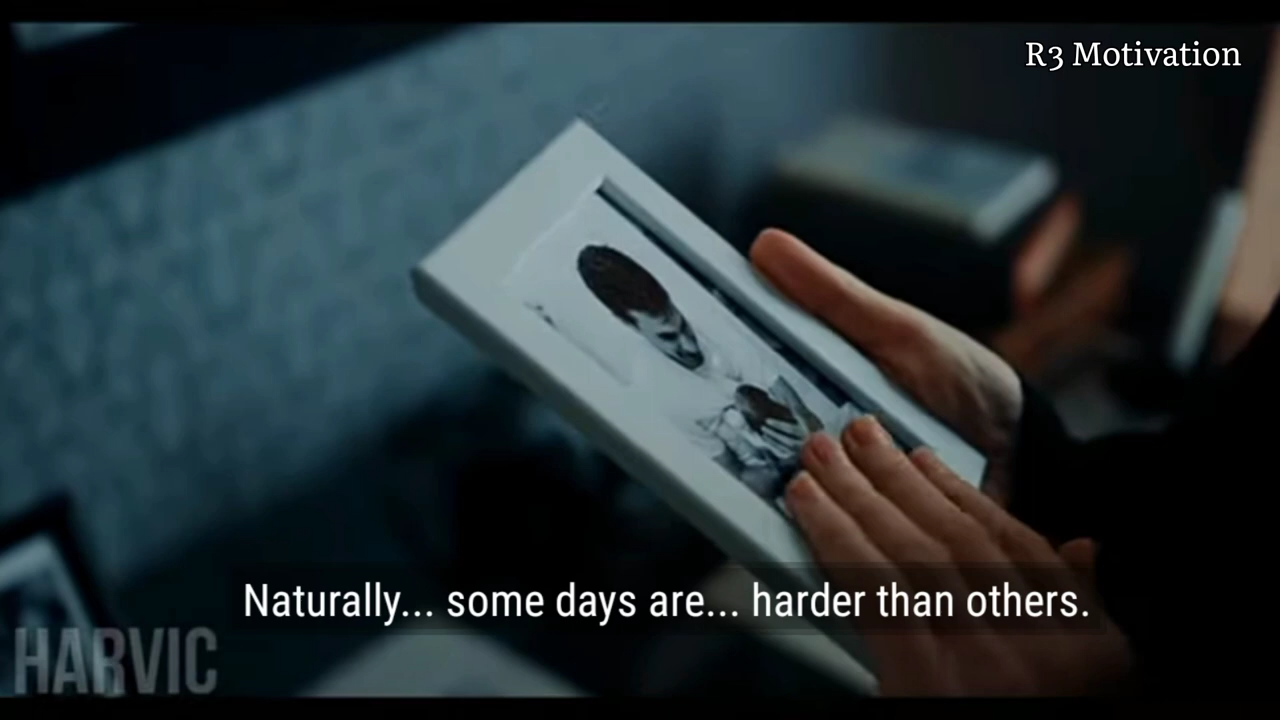 R3 Motivation
Naturally... some days are... harder than others.
HARVIC